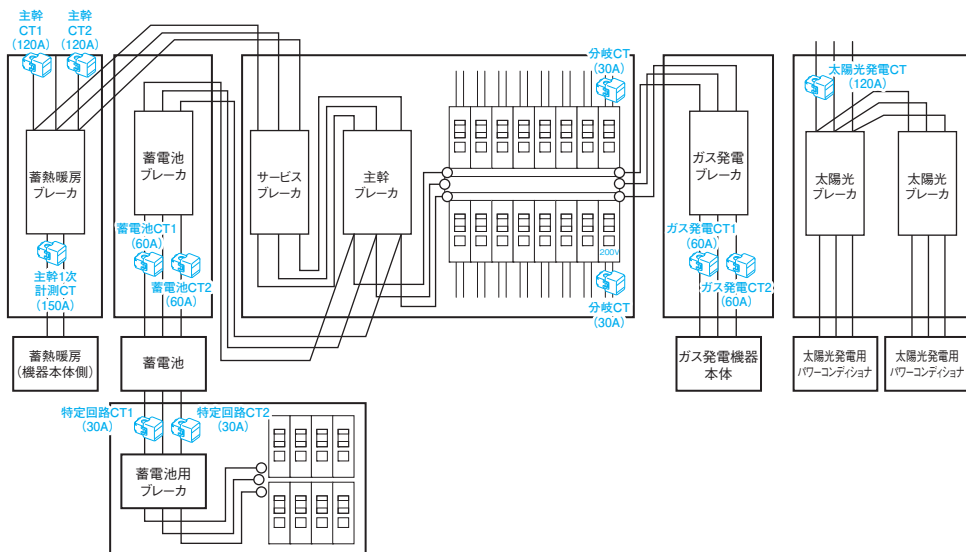 主幹
CT1
(120A)
主幹
CT2
(120A)
蓄熱暖房
ブレーカ
主幹1次
計測CT
(150A)
蓄熱暖房
(機器本体側)
蓄電池
ブレーカ
蓄電池CT1
(60A)
蓄電池CT2
(60A)
蓄電池
特定回路CT1
(30A)
特定回路CT2
(30A)
蓄電池用
ブレーカ
サービス
ブレーカ
主幹
ブレーカ
分岐CT
(30A)
200V
分岐CT
(30A)
ガス発電
ブレーカ
ガス発電CT1
(60A)
ガス発電CT2
(60A)
ガス発電機器
本体
太陽光発電CT
(120A)
太陽光
ブレーカ
太陽光
ブレーカ
太陽光発電用
パワーコンディショナ
太陽光発電用
パワーコンディショナ